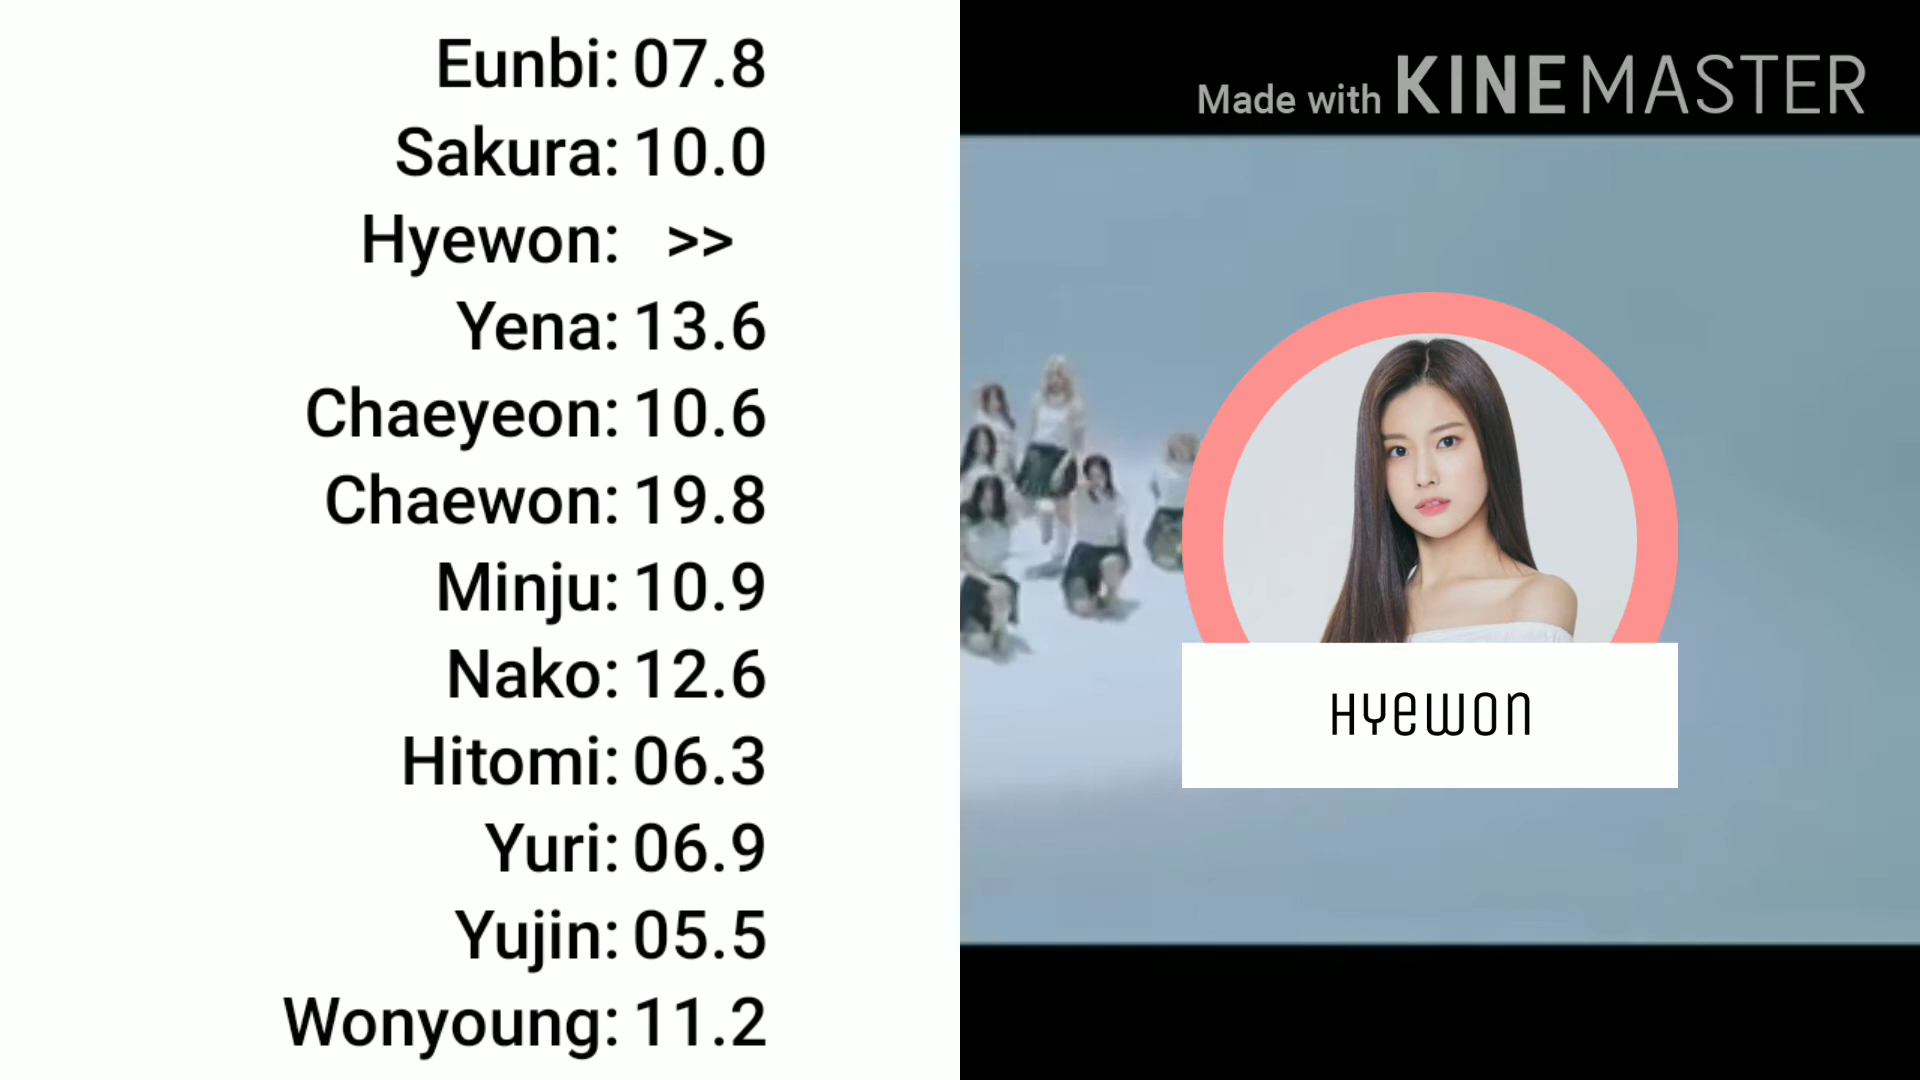 Eunbi: 07.8
Sakura: 10.0
Hyewon: >>
Yena: 13.6
Chaeyeon: 10.6
Chaewon: 19.8
Minju: 10.9
Nako: 12.6
Hitomi: 06.3
Yuri: 06.9
Yujin: 05.5
Wonyoung: 11.2
Made with KINEMASTER
HYeWON